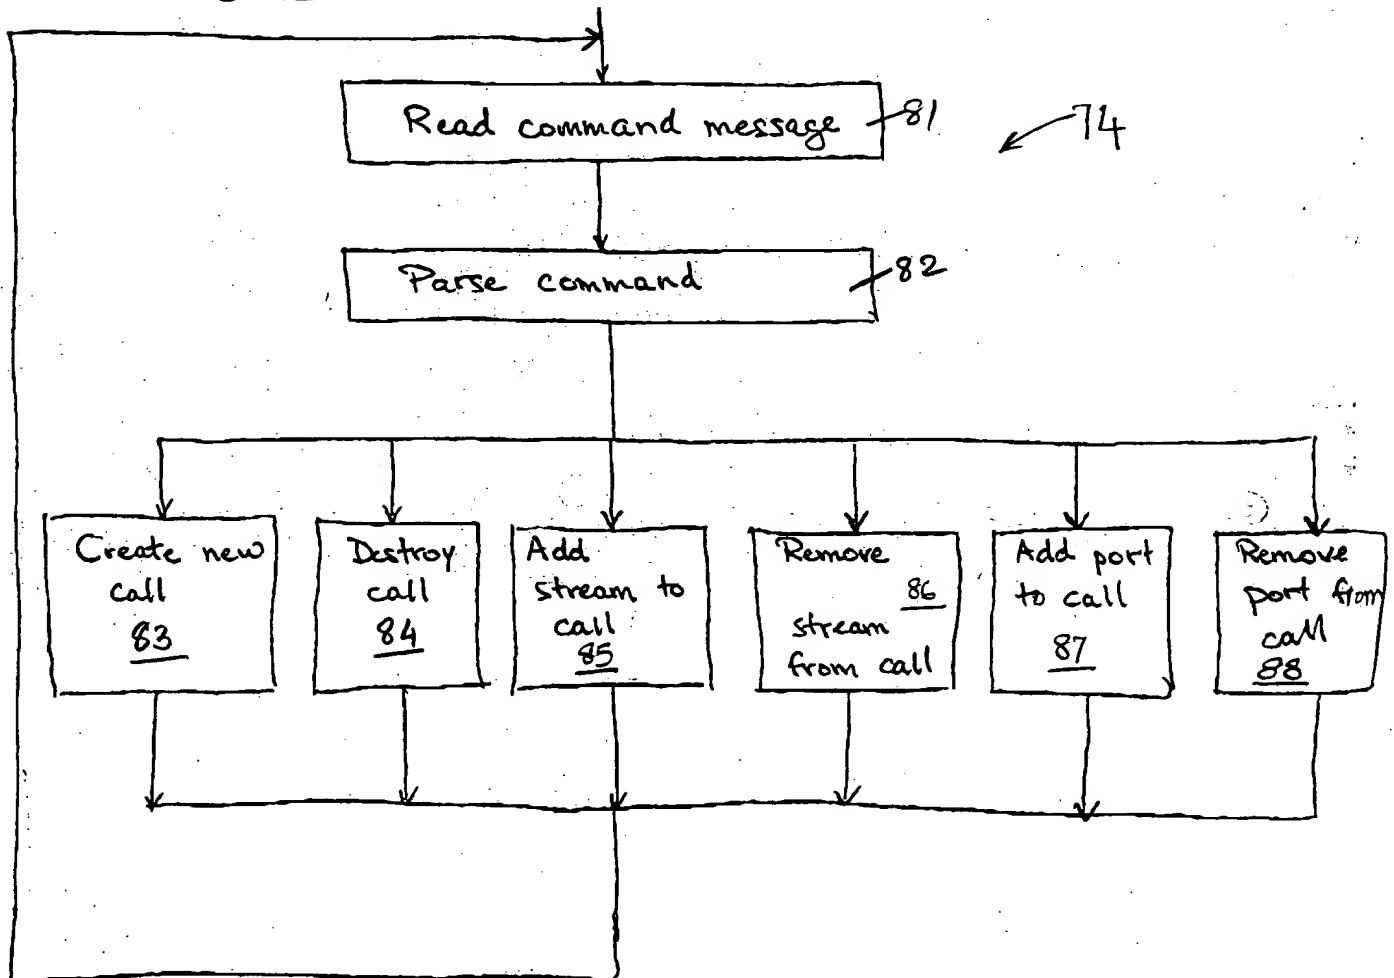 Read command message
81
74
Parse command
82
Create new
call
83
Destroy
call
84
Add
stream to
call
85
Remove
86
stream
from call
Add port
to call
87
Remove
port from
call
88